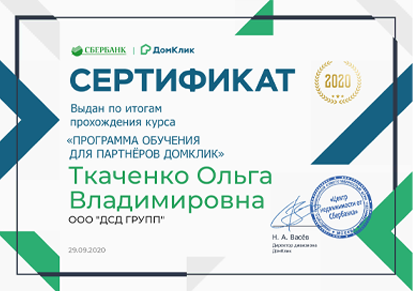 СБЕРБАНК | ДомКлик
СЕРТИФИКАТ
2020
Выдан по итогам
прохождения курса
«ПРОГРАММА ОБУЧЕНИЯ
ДЛЯ ПАРТНЁРОВ ДОМКЛИК»
Ткаченко Ольга
Владимировна
ООО "ДСД ГРУПП"
«Центр
недвижимости от
Сбербанка»
Н. А. Васёв
Директор дивизиона
ДомКлик
29.09.2020